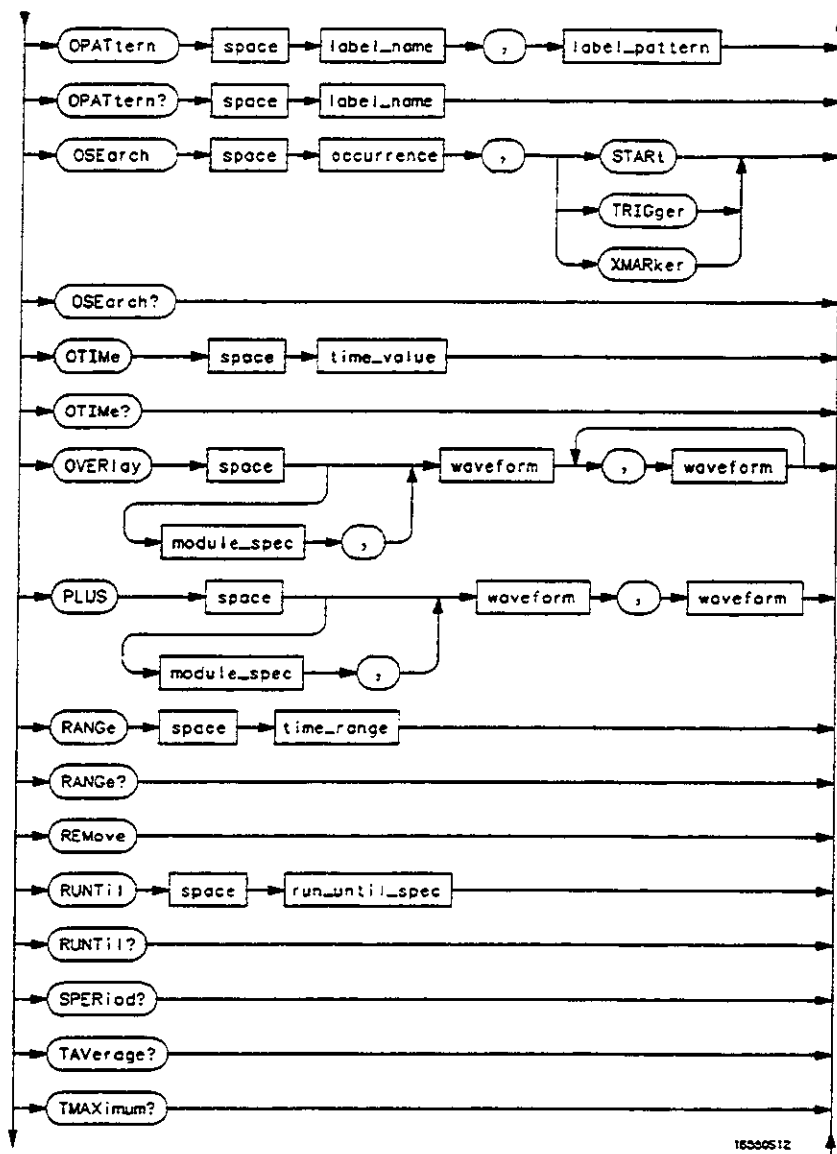 OPATtern space label_name , label_pattern
OPATtern? space label_name
OSEarch space occurrence , STARt
TRIGger
XMARker
OSEarch?
OTIMe space time_value
OTIMe?
OVERlay space waveform , waveform
module_spec ,
PLUS space waveform , waveform
module_spec ,
RANGe space time_range
RANGe?
REMove
RUNTil space run_until_spec
RUNTil?
SPERiod?
TAVerage?
TMAXimum?